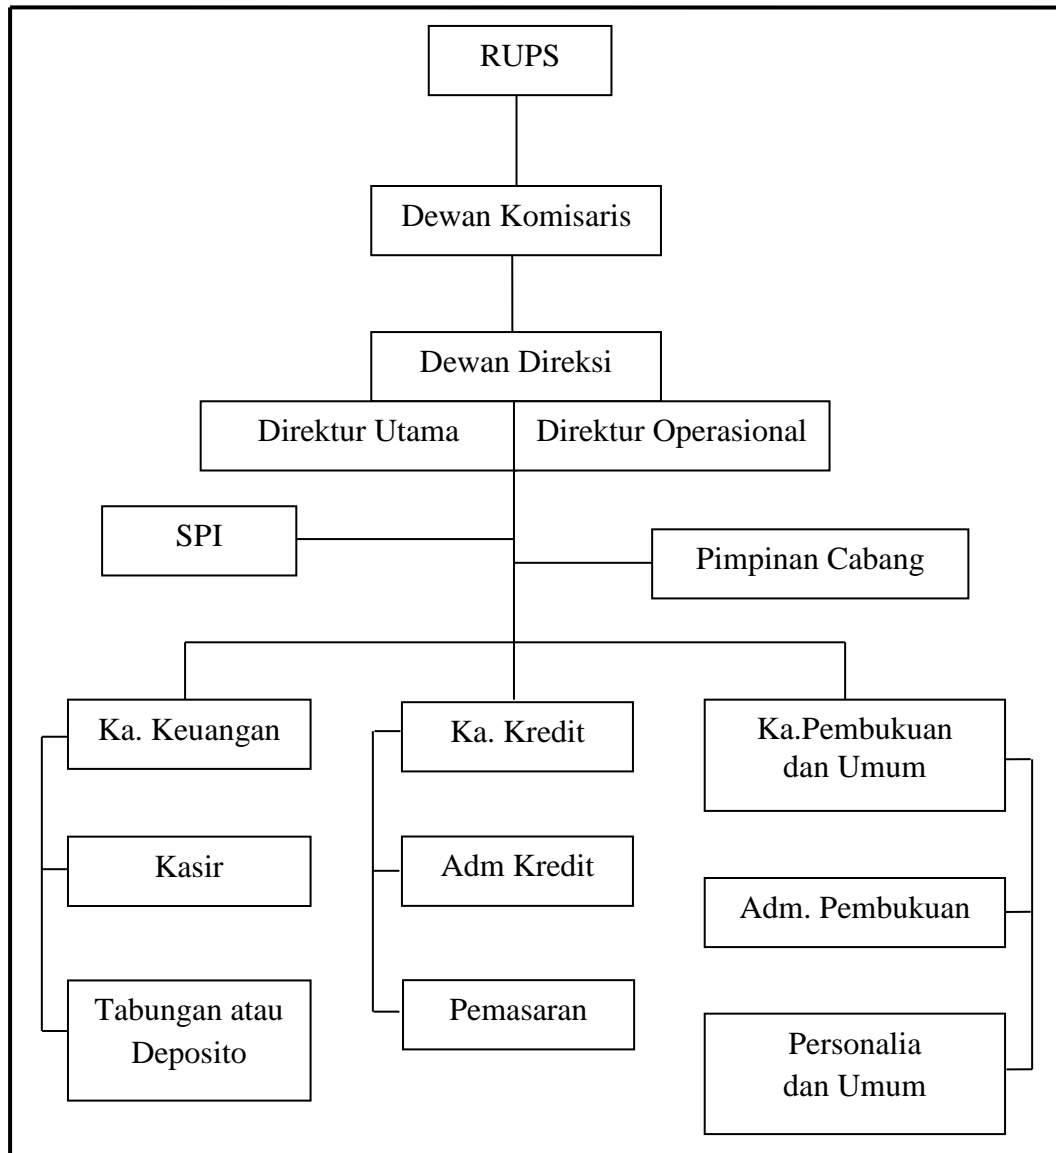 RUPS
Dewan Komisaris
Dewan Direksi
Direktur Utama
Direktur Operasional
SPI
Pimpinan Cabang
Ka. Keuangan
Ka. Kredit
Ka.Pembukuan
dan Umum
Kasir
Adm Kredit
Adm. Pembukuan
Tabungan atau
Deposito
Pemasaran
Personalia
dan Umum